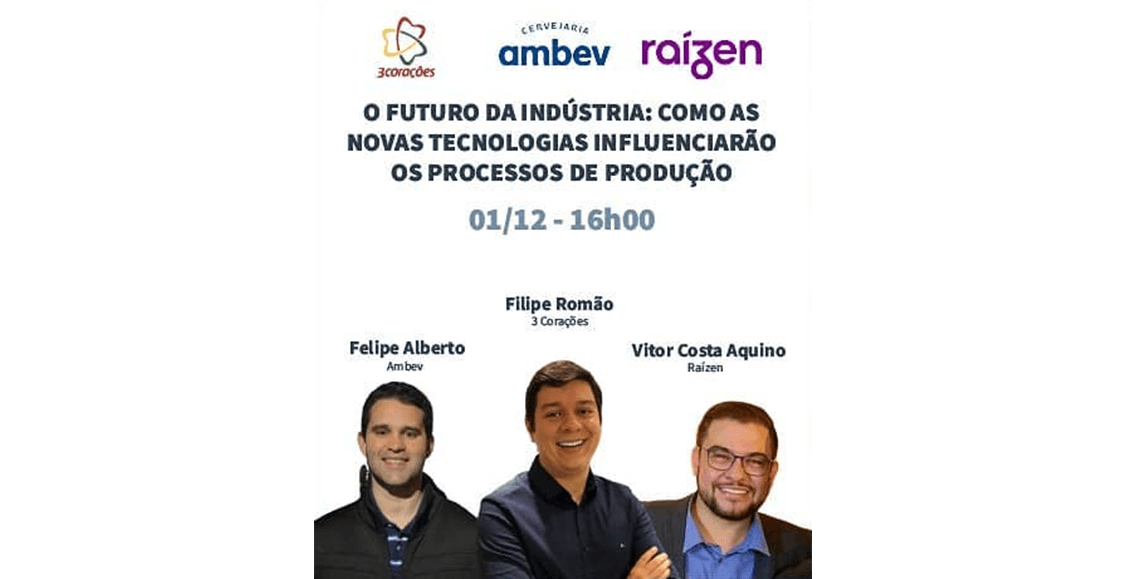 3corações
CERVEJARIA
ambev
raízen
O FUTURO DA INDÚSTRIA: COMO AS
NOVAS TECNOLOGIAS INFLUENCIARÃO
OS PROCESSOS DE PRODUÇÃO
01/12 - 16h00
Filipe Romão
3 Corações
Felipe Alberto
Ambev
Vitor Costa Aquino
Raízen